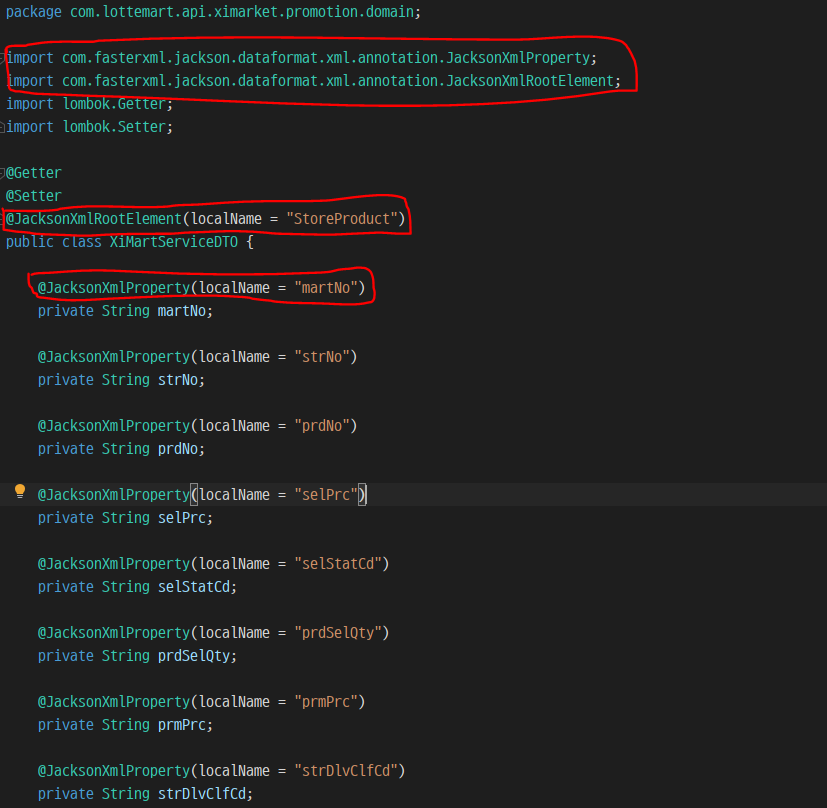 package com.lottemart.api.ximarket.promotion.domain;
import com.fasterxml.jackson.dataformat.xml.annotation.JacksonXmlProperty;
import com.fasterxml.jackson.dataformat.xml.annotation.JacksonXmlRootElement;
import lombok.Getter;
import lombok.Setter;
@Getter
@Setter
@JacksonXmlRootElement(localName = "StoreProduct")
public class XiMartServiceDTO {
@JacksonXmlProperty(localName = "martNo")
private String martNo;
@JacksonXmlProperty(localName = "strNo")
private String strNo;
@JacksonXmlProperty(localName = "prdNo")
private String prdNo;
@JacksonXmlProperty(localName = "selPrc")
private String selPrc;
@JacksonXmlProperty(localName = "selStatCd")
private String selStatCd;
@JacksonXmlProperty(localName = "prdSelQty")
private String prdSelQty;
@JacksonXmlProperty(localName = "prmPrc")
private String prmPrc;
@JacksonXmlProperty(localName = "strDlvClfCd")
private String strDlvClfCd;